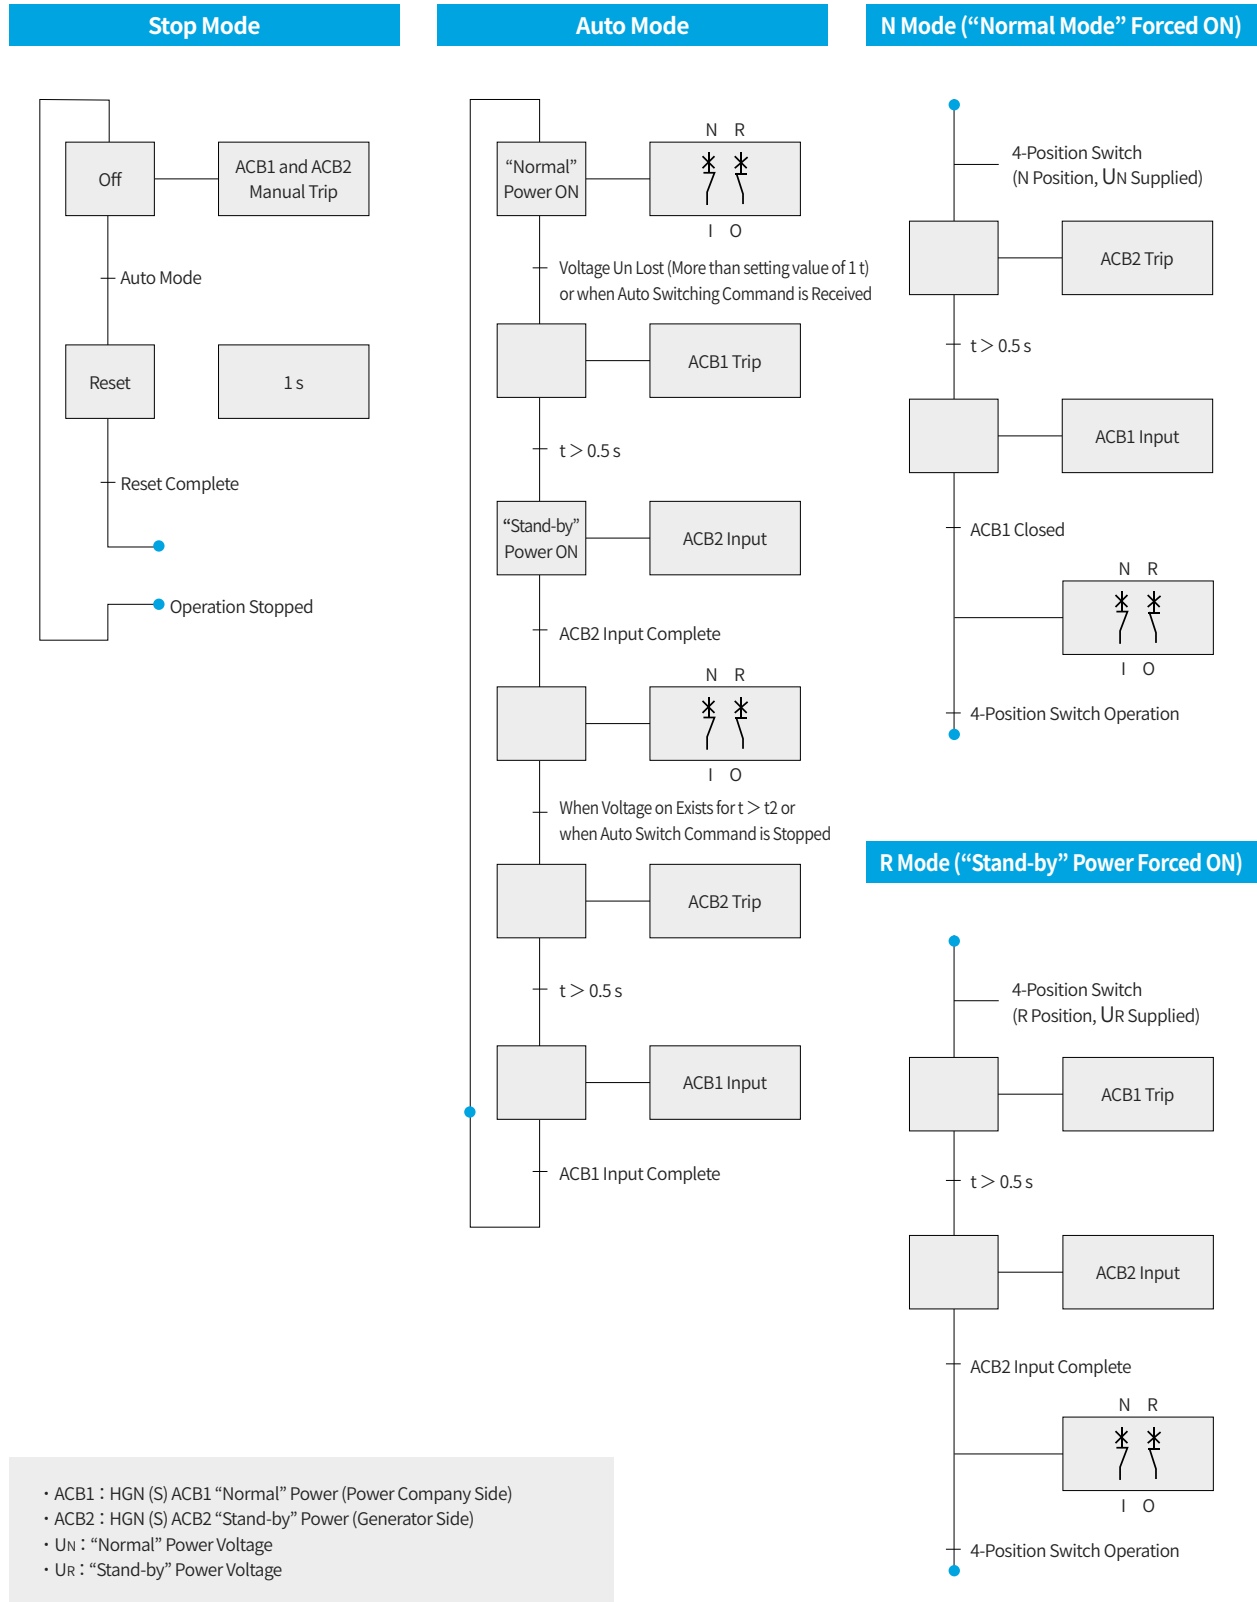 Stop Mode
Off
ACB1 and ACB2
Manual Trip
Auto Mode
Reset
1 s
Reset Complete
Operation Stopped
Auto Mode
"Normal"
Power ON
N R
I O
Voltage Un Lost (More than setting value of 1 t)
or when Auto Switching Command is Received
ACB1 Trip
t > 0.5 s
"Stand-by"
Power ON
ACB2 Input
ACB2 Input Complete
N R
I O
When Voltage on Exists for t > t2 or
when Auto Switch Command is Stopped
ACB2 Trip
t > 0.5 s
ACB1 Input
ACB1 Input Complete
N Mode (“Normal Mode” Forced ON)
4-Position Switch
(N Position, UN Supplied)
ACB2 Trip
t > 0.5 s
ACB1 Input
ACB1 Closed
N R
I O
4-Position Switch Operation
R Mode (“Stand-by” Power Forced ON)
4-Position Switch
(R Position, UR Supplied)
ACB1 Trip
t > 0.5 s
ACB2 Input
ACB2 Input Complete
N R
I O
4-Position Switch Operation
· ACB1 : HGN (S) ACB1 “Normal” Power (Power Company Side)
· ACB2 : HGN (S) ACB2 “Stand-by” Power (Generator Side)
· UN : “Normal” Power Voltage
· UR : “Stand-by” Power Voltage